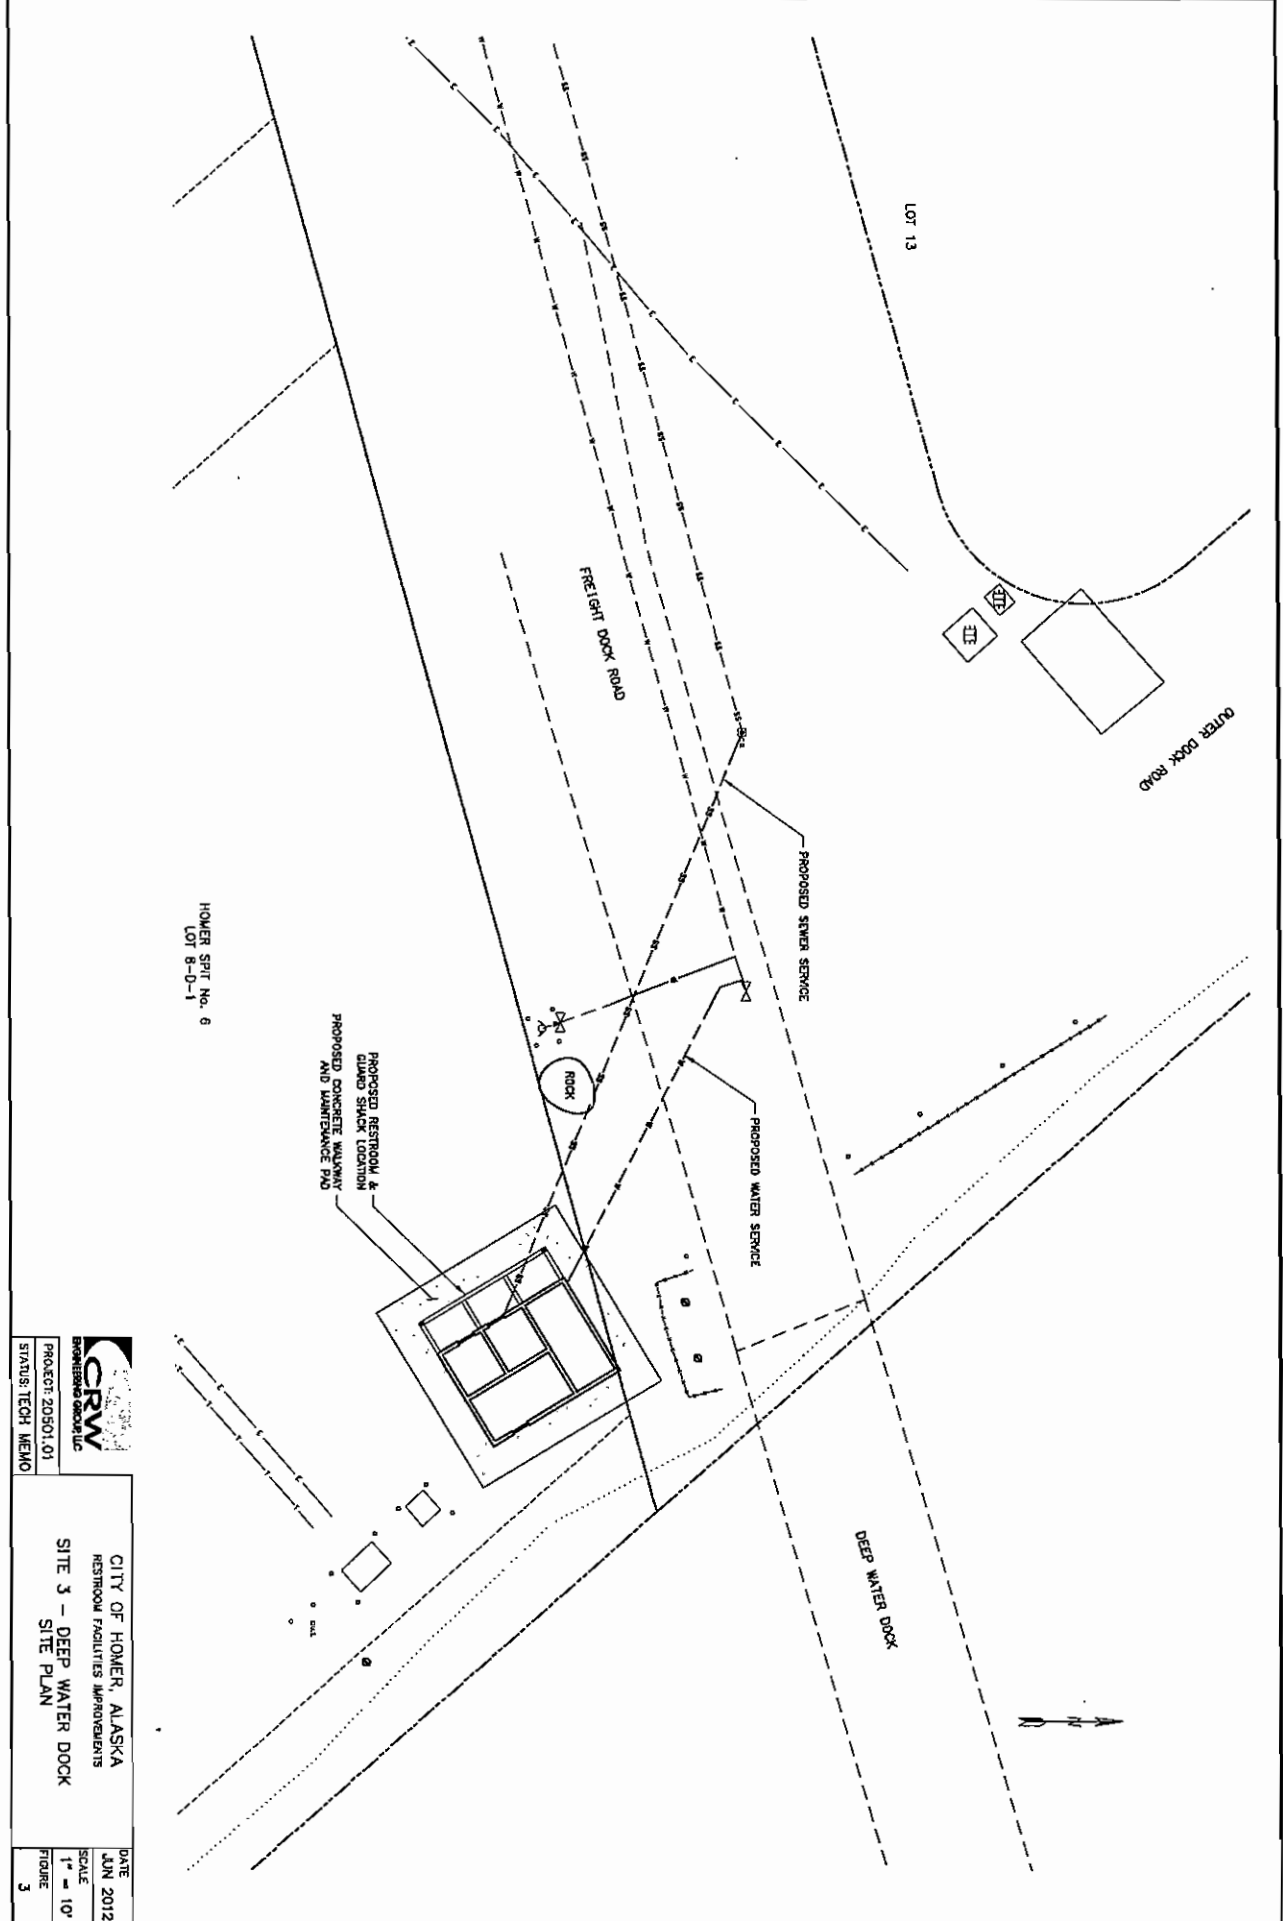 LOT 13
OUTER DOCK ROAD
FREIGHT DOCK ROAD
PROPOSED SEWER SERVICE
PROPOSED WATER SERVICE
ROCK
HOMER SPIT No. 6
LOT 8-D-1
PROPOSED RESTROOM &
GUARD SHACK LOCATION
PROPOSED CONCRETE WALKWAY
AND MAINTENANCE PAD
DEEP WATER DOCK
N
CRW
ENGINEERING GROUP, LLC
PROJECT: 20501.01
STATUS: TECH MEMO
CITY OF HOMER, ALASKA
RESTROOM FACILITIES IMPROVEMENTS
SITE 3 – DEEP WATER DOCK
SITE PLAN
DATE
JUN 2012
SCALE
1" = 10'
FIGURE
3